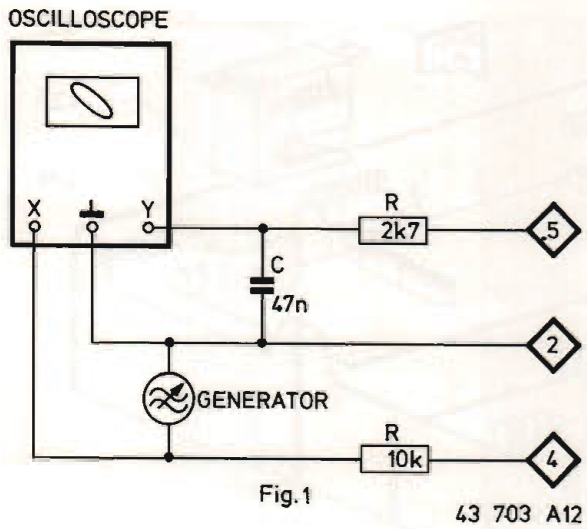 OSCILLOSCOPE
X Y
R
2k7
5
C
47n
2
GENERATOR
R
10k
4
Fig.1
43 703 A12